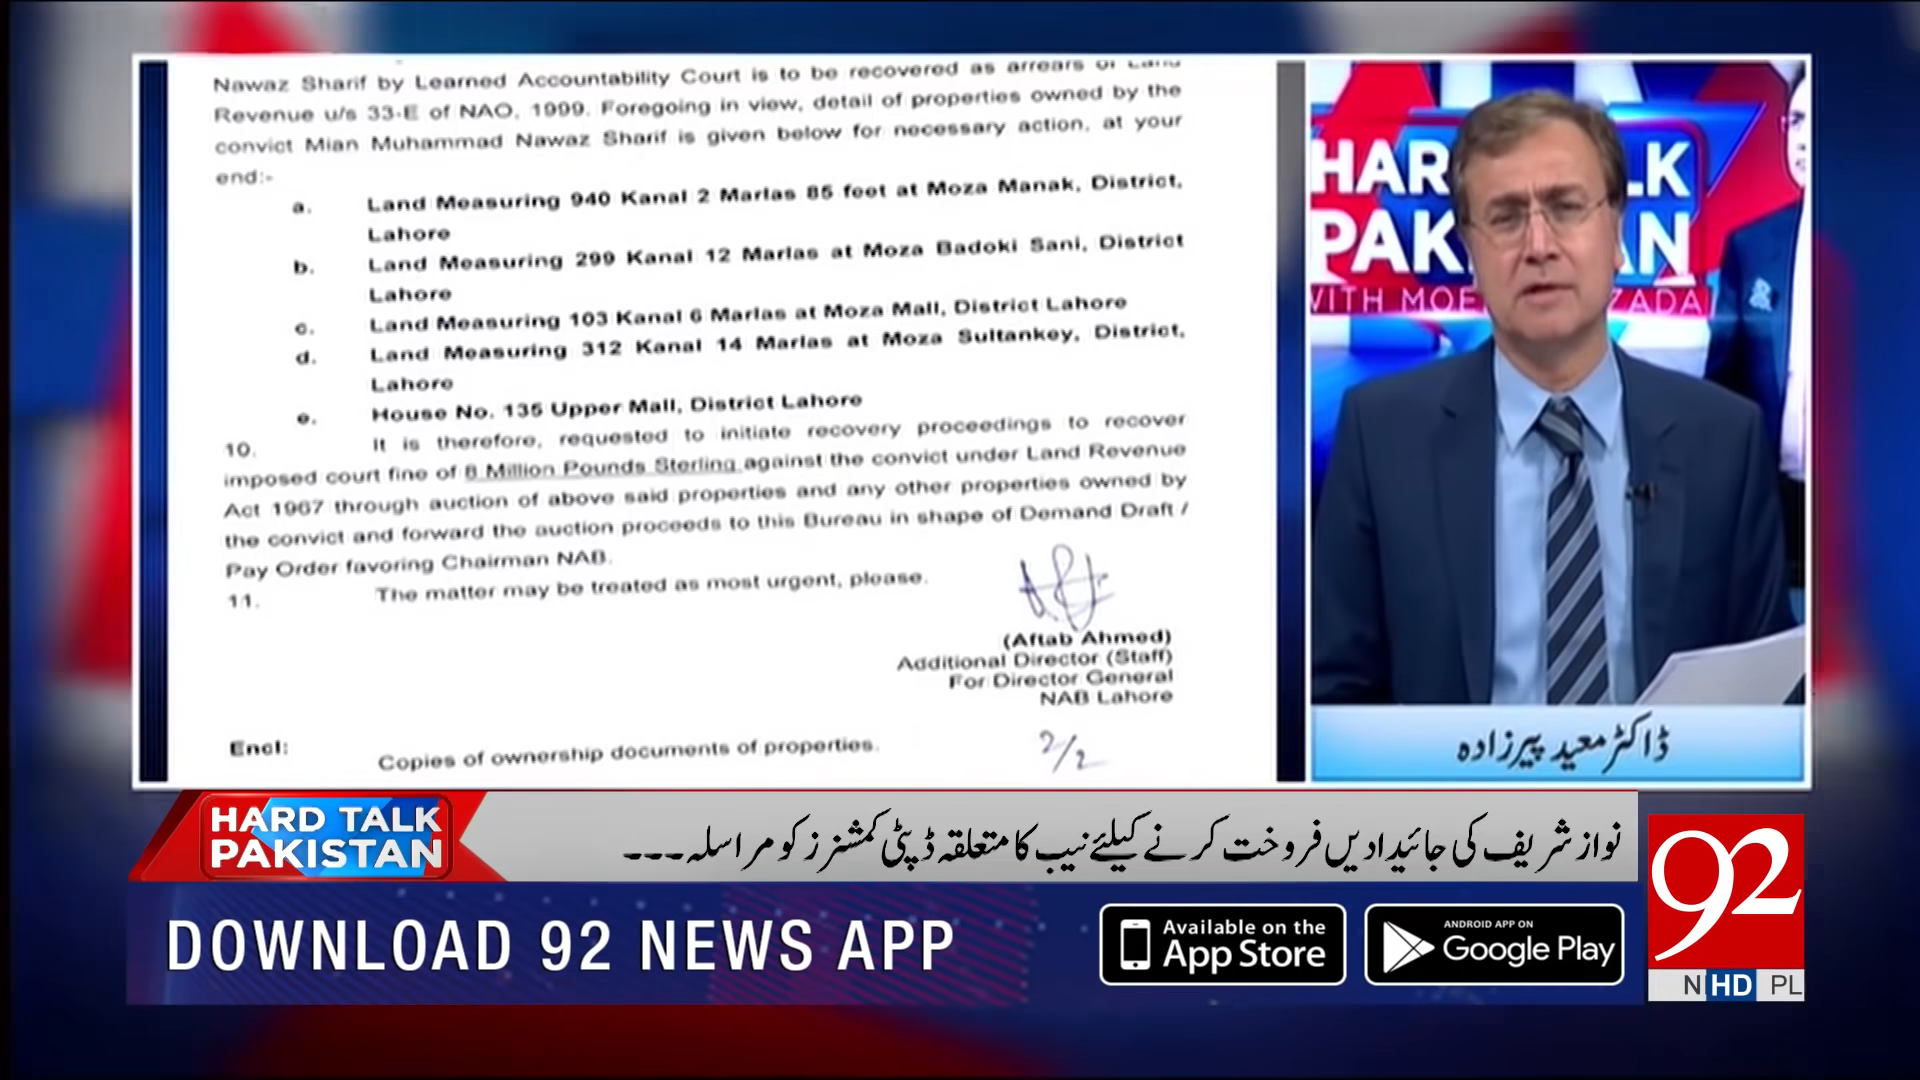 Nawaz Sharif by Learned Accountability Court is to be recovered as arrears of Land
Revenue u/s 33-E of NAO, 1999. Foregoing in view, detail of properties owned by the
convict Mian Muhammad Nawaz Sharif is given below for necessary action, at your
end:-
a. Land Measuring 940 Kanal 2 Marlas 85 feet at Moza Manak, District,
Lahore
b. Land Measuring 299 Kanal 12 Marlas at Moza Badoki Sani, District
Lahore
c. Land Measuring 103 Kanal 6 Marlas at Moza Mall, District Lahore
d. Land Measuring 312 Kanal 14 Marlas at Moza Sultankey, District,
Lahore
e. House No. 135 Upper Mall, District Lahore
10. It is therefore, requested to initiate recovery proceedings to recover
imposed court fine of 8 Million Pounds Sterling against the convict under Land Revenue
Act 1967 through auction of above said properties and any other properties owned by
the convict and forward the auction proceeds to this Bureau in shape of Demand Draft /
Pay Order favoring Chairman NAB.
11. The matter may be treated as most urgent, please.
(Aftab Ahmed)
Additional Director (Staff)
For Director General
NAB Lahore
Encl: Copies of ownership documents of properties.
2/2
HAR TALK
PAK AN
WITH MOE ZADA
ڈاکٹر معید پیرزادہ
HARD TALK
PAKISTAN
نواز شریف کی جائیدادیں فروخت کرنے کیلئے نیب کا متعلقہ ڈپٹی کمشنرز کو مراسلہ ۔۔۔
DOWNLOAD 92 NEWS APP
Available on the
App Store
ANDROID APP ON
Google Play
92
HD PL